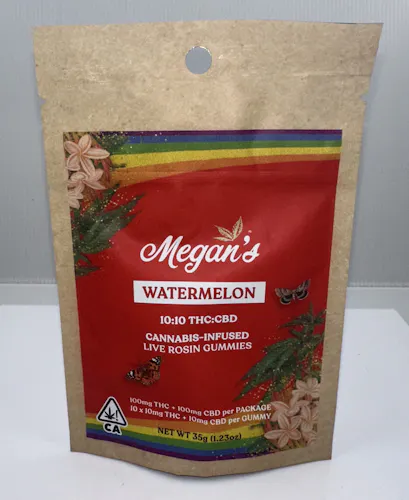 Megan's
WATERMELON
10:10 THC:CBD
CANNABIS-INFUSED
LIVE ROSIN GUMMIES
100mg THC + 100mg CBD per PACKAGE
10 x 10mg THC + 10mg CBD per GUMMY
NET WT 35g (1.23oz)
CA